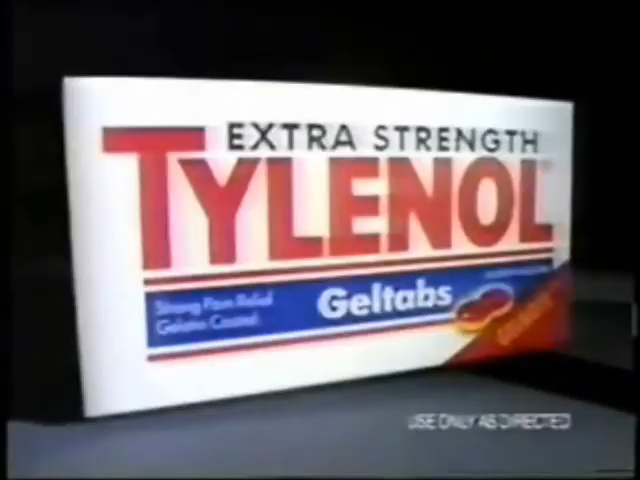 EXTRA STRENGTH
TYLENOL
Strong Pain Relief
Gelatin Coated
Geltabs
USE ONLY AS DIRECTED